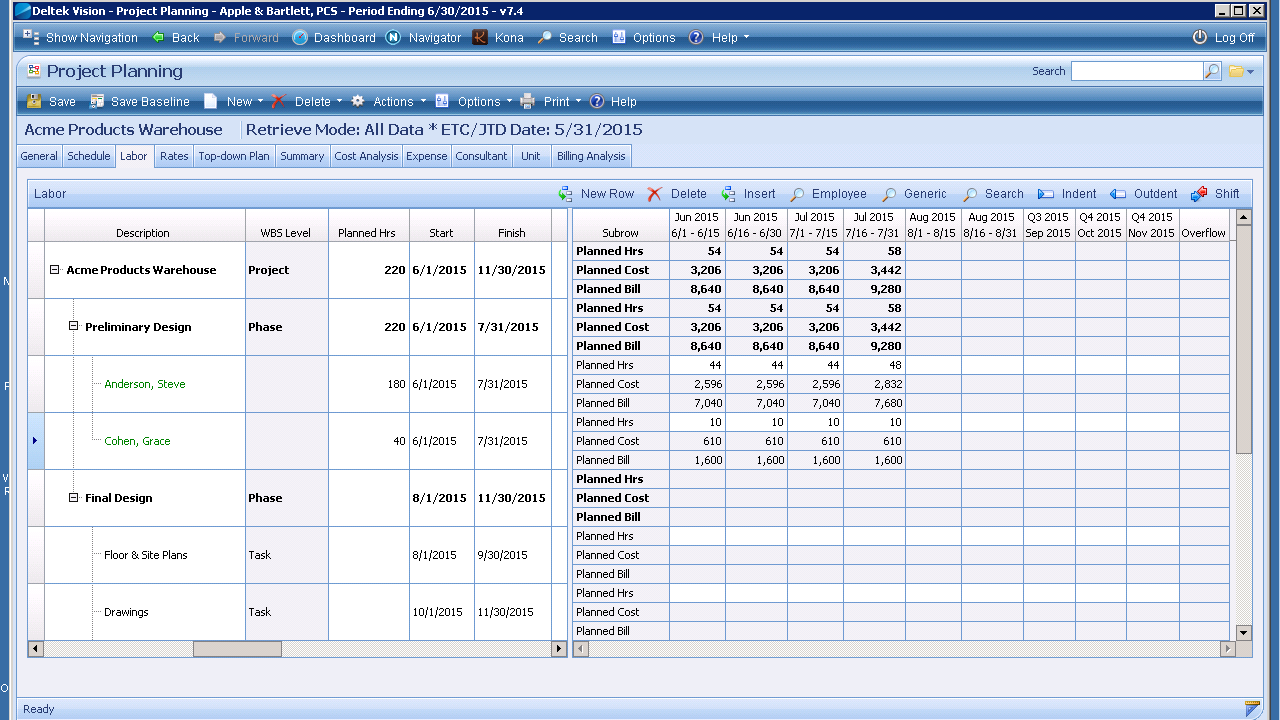 Deltek Vision - Project Planning - Apple & Bartlett, PCS - Period Ending 6/30/2015 - v7.4
Show Navigation Back Forward Dashboard Navigator Kona Search Options Help Log Off
Project Planning Search
Save Save Baseline New Delete Actions Options Print Help
Acme Products Warehouse Retrieve Mode: All Data * ETC/JTD Date: 5/31/2015
General Schedule Labor Rates Top-down Plan Summary Cost Analysis Expense Consultant Unit Billing Analysis
Labor New Row Delete Insert Employee Generic Search Indent Outdent Shift
Jun 2015 Jun 2015 Jul 2015 Jul 2015 Aug 2015 Aug 2015 Q3 2015 Q4 2015 Q4 2015
Description WBS Level Planned Hrs Start Finish Subrow 6/1 - 6/15 6/16 - 6/30 7/1 - 7/15 7/16 - 7/31 8/1 - 8/15 8/16 - 8/31 Sep 2015 Oct 2015 Nov 2015 Overflow
Planned Hrs 54 54 54 58
Acme Products Warehouse Project 220 6/1/2015 11/30/2015 Planned Cost 3,206 3,206 3,206 3,442
Planned Bill 8,640 8,640 8,640 9,280
Planned Hrs 54 54 54 58
Preliminary Design Phase 220 6/1/2015 7/31/2015 Planned Cost 3,206 3,206 3,206 3,442
Planned Bill 8,640 8,640 8,640 9,280
Planned Hrs 44 44 44 48
Anderson, Steve 180 6/1/2015 7/31/2015 Planned Cost 2,596 2,596 2,596 2,832
Planned Bill 7,040 7,040 7,040 7,680
Planned Hrs 10 10 10 10
Cohen, Grace 40 6/1/2015 7/31/2015 Planned Cost 610 610 610 610
Planned Bill 1,600 1,600 1,600 1,600
Planned Hrs
Final Design Phase 8/1/2015 11/30/2015 Planned Cost
Planned Bill
Planned Hrs
Floor & Site Plans Task 8/1/2015 9/30/2015 Planned Cost
Planned Bill
Planned Hrs
Drawings Task 10/1/2015 11/30/2015 Planned Cost
Planned Bill
Ready